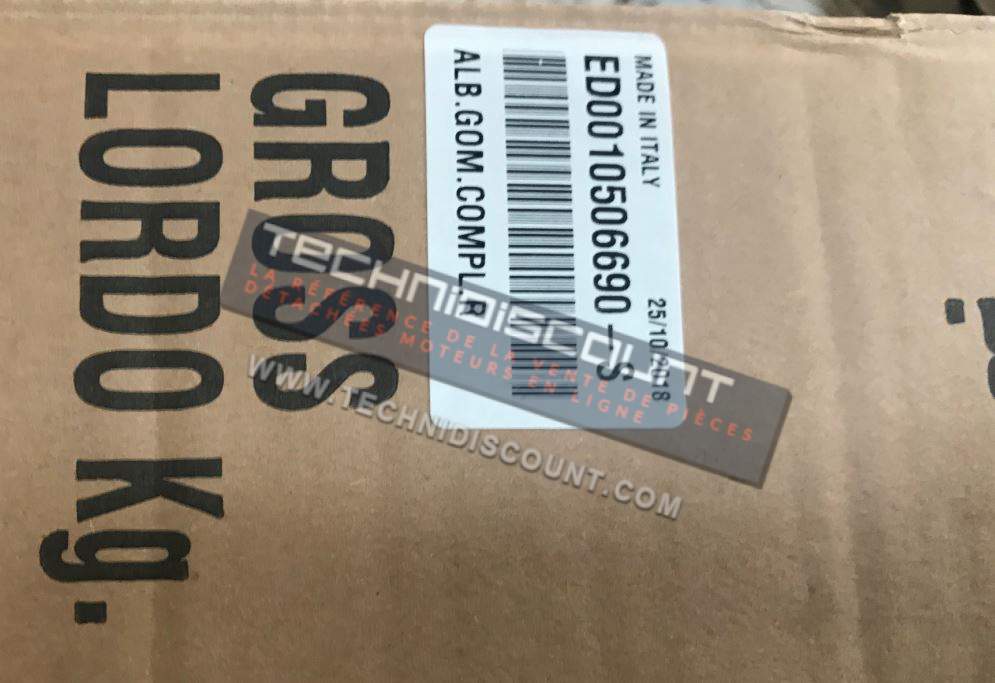 MADE IN ITALY 25/10/2018
ED0010506690-S
ALB.GOM.COMPL.R
GROSS
LORDO Kg.
TECHNIDISCOUNT
LA RÉFÉRENCE DE LA VENTE DE PIÈCES
DÉTACHÉES MOTEURS EN LIGNE
WWW.TECHNIDISCOUNT.COM